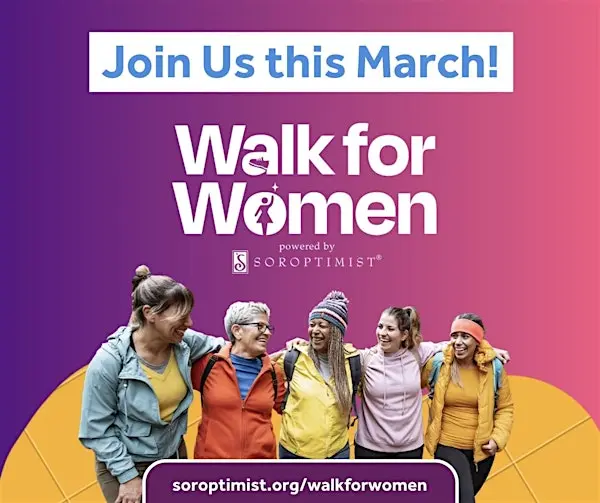 Join Us this March!
Walk for
Women
powered by
S SOROPTIMIST®
soroptimist.org/walkforwomen